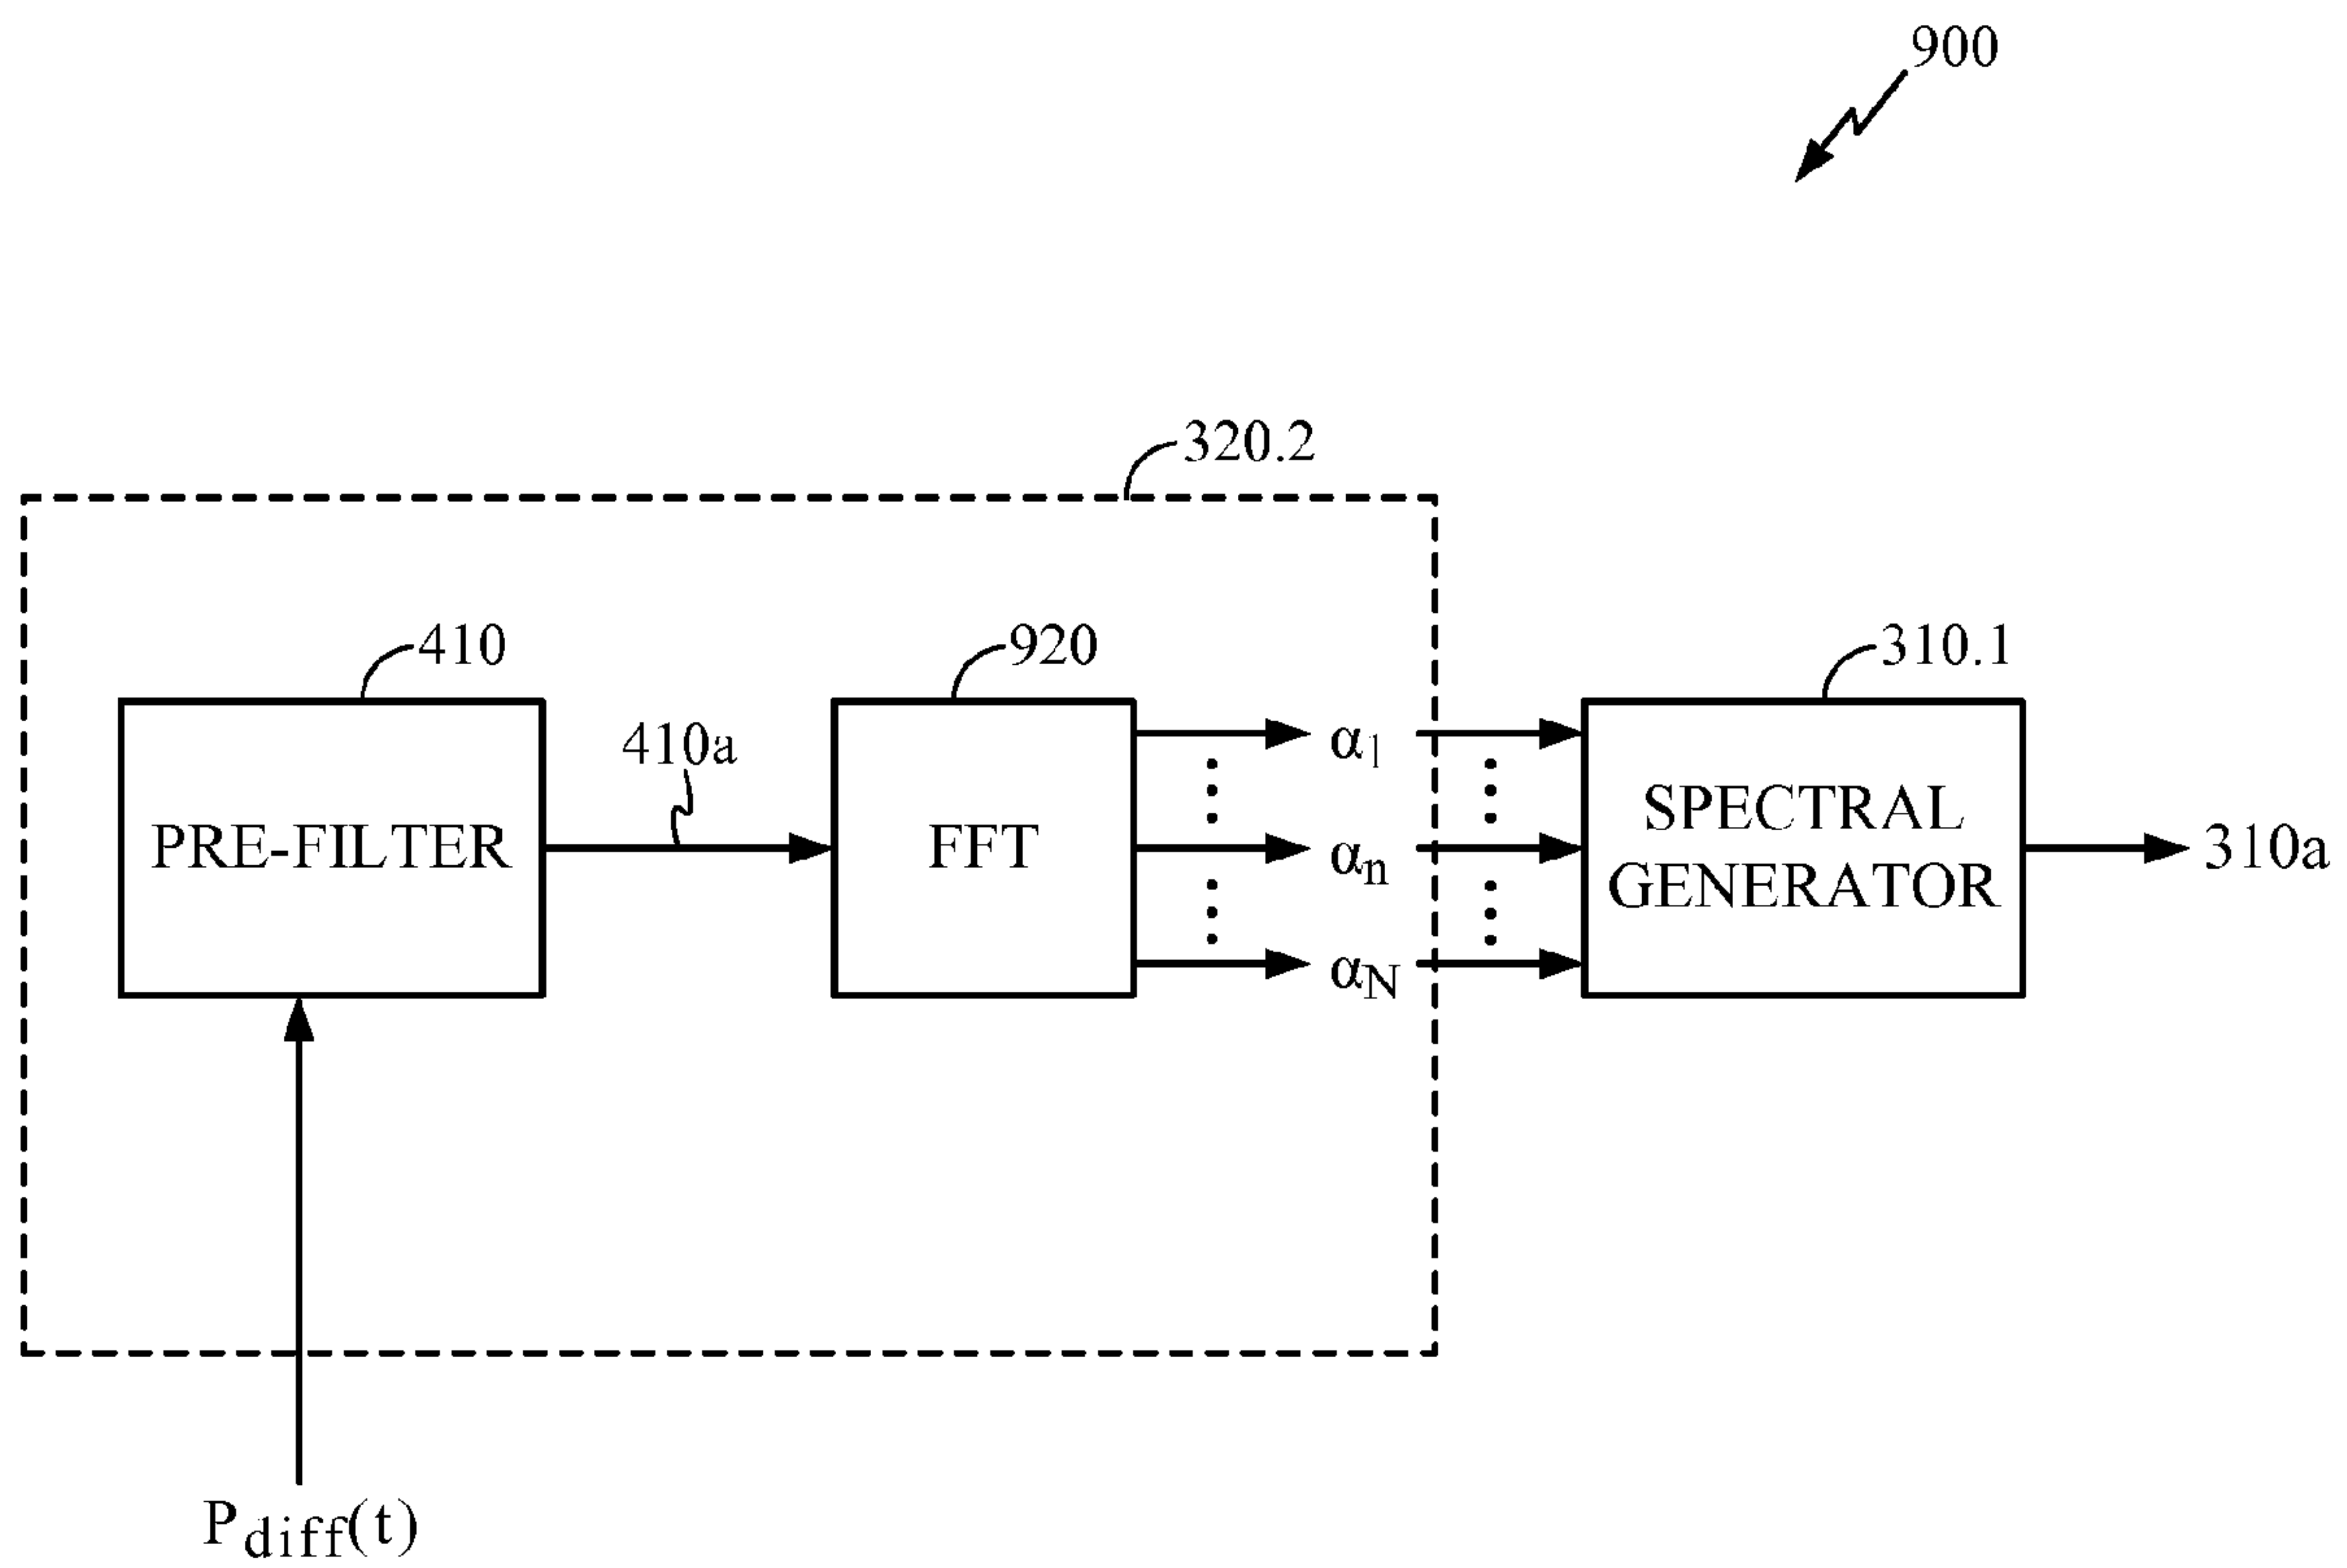 900
320.2
410
920
310.1
410a
α1
PRE-FILTER
FFT
αn
SPECTRAL
GENERATOR
310a
αN
Pdiff(t)